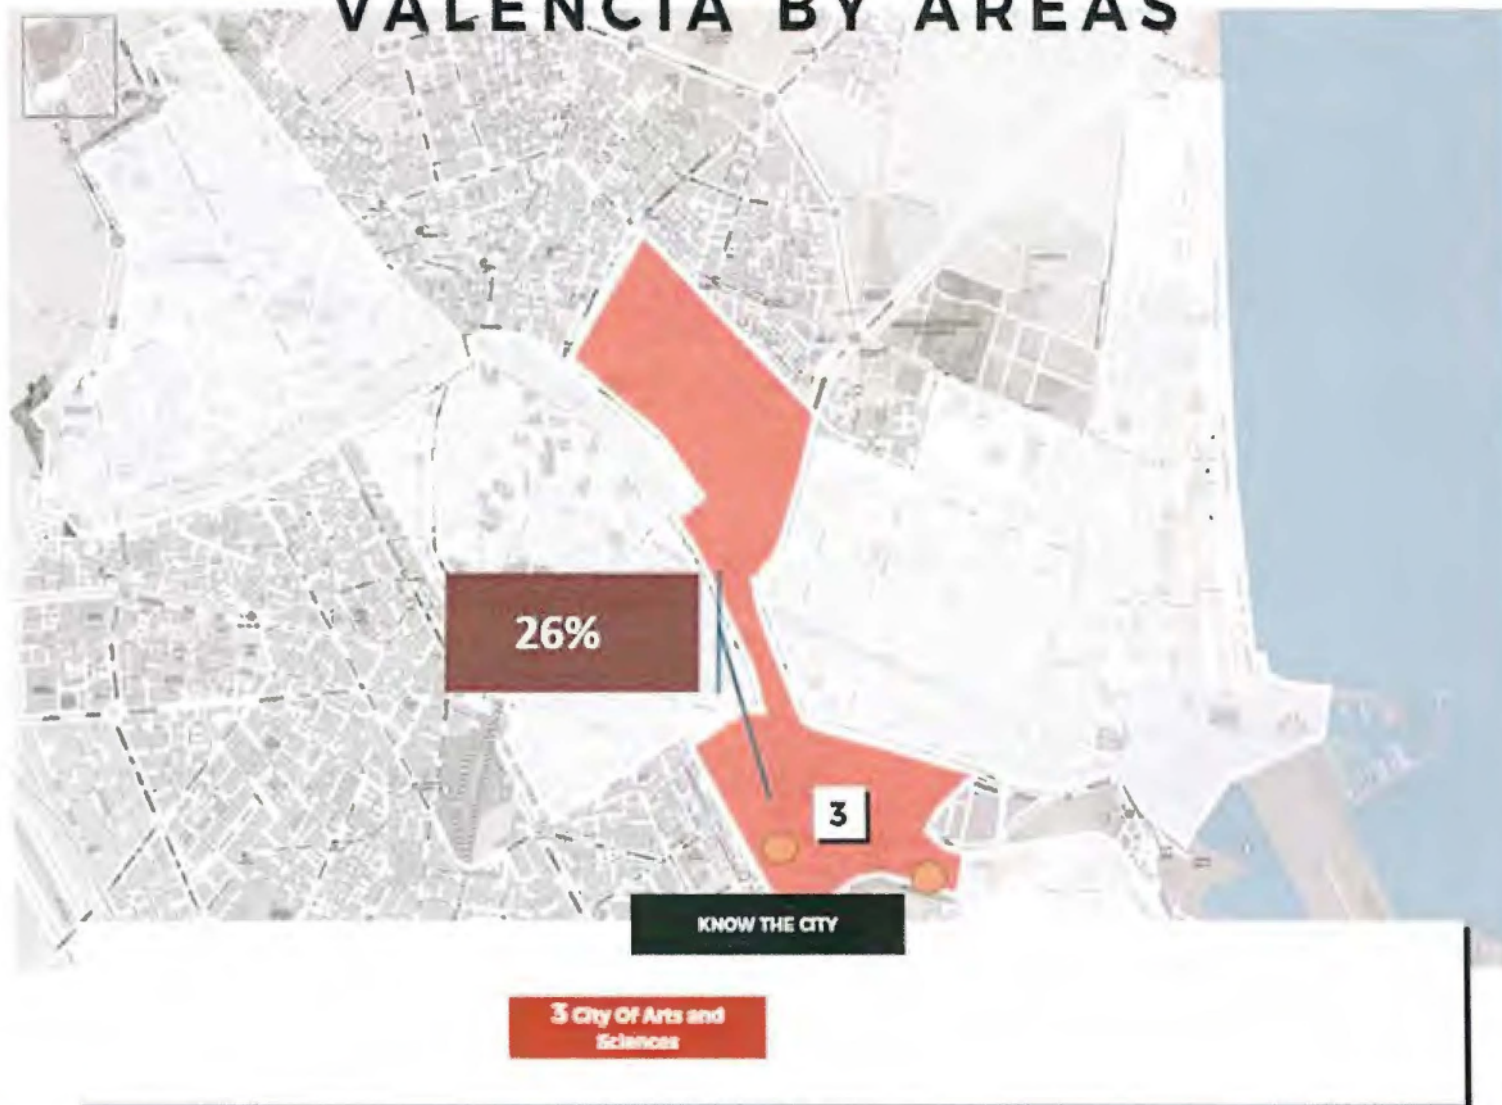 VALENCIA BY AREAS
26%
3
KNOW THE CITY
3 City Of Arts and
Sciences